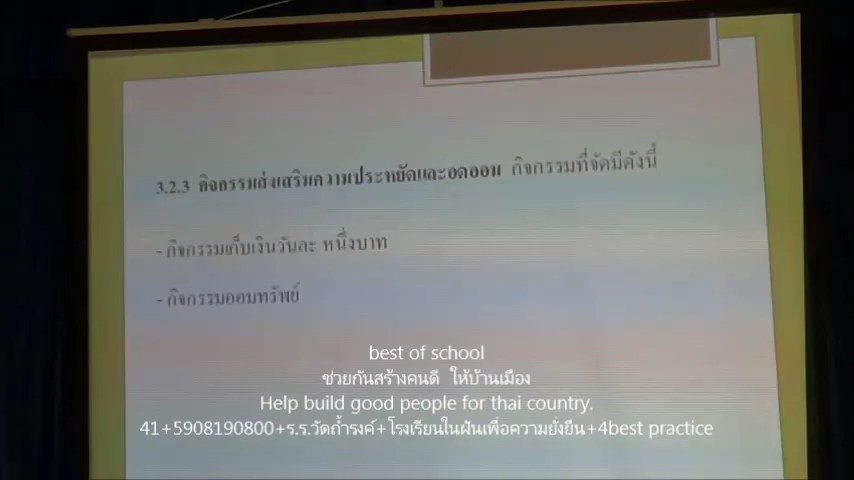 3.2.3 กิจกรรมส่งเสริมความประหยัดและอดออม กิจกรรมที่จัดมีดังนี้
- กิจกรรมเก็บเงินวันละ หนึ่งบาท
- กิจกรรมออมทรัพย์
best of school
ช่วยกันสร้างคนดี ให้บ้านเมือง
Help build good people for thai country.
41+5908190800+ร.ร.วัดถ้ำรงค์+โรงเรียนในฝันเพื่อความยั่งยืน+4best practice